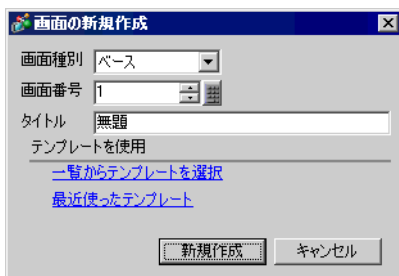 画面の新規作成
画面種別 ベース
画面番号 1
タイトル 無題
テンプレートを使用
一覧からテンプレートを選択
最近使ったテンプレート
新規作成 キャンセル